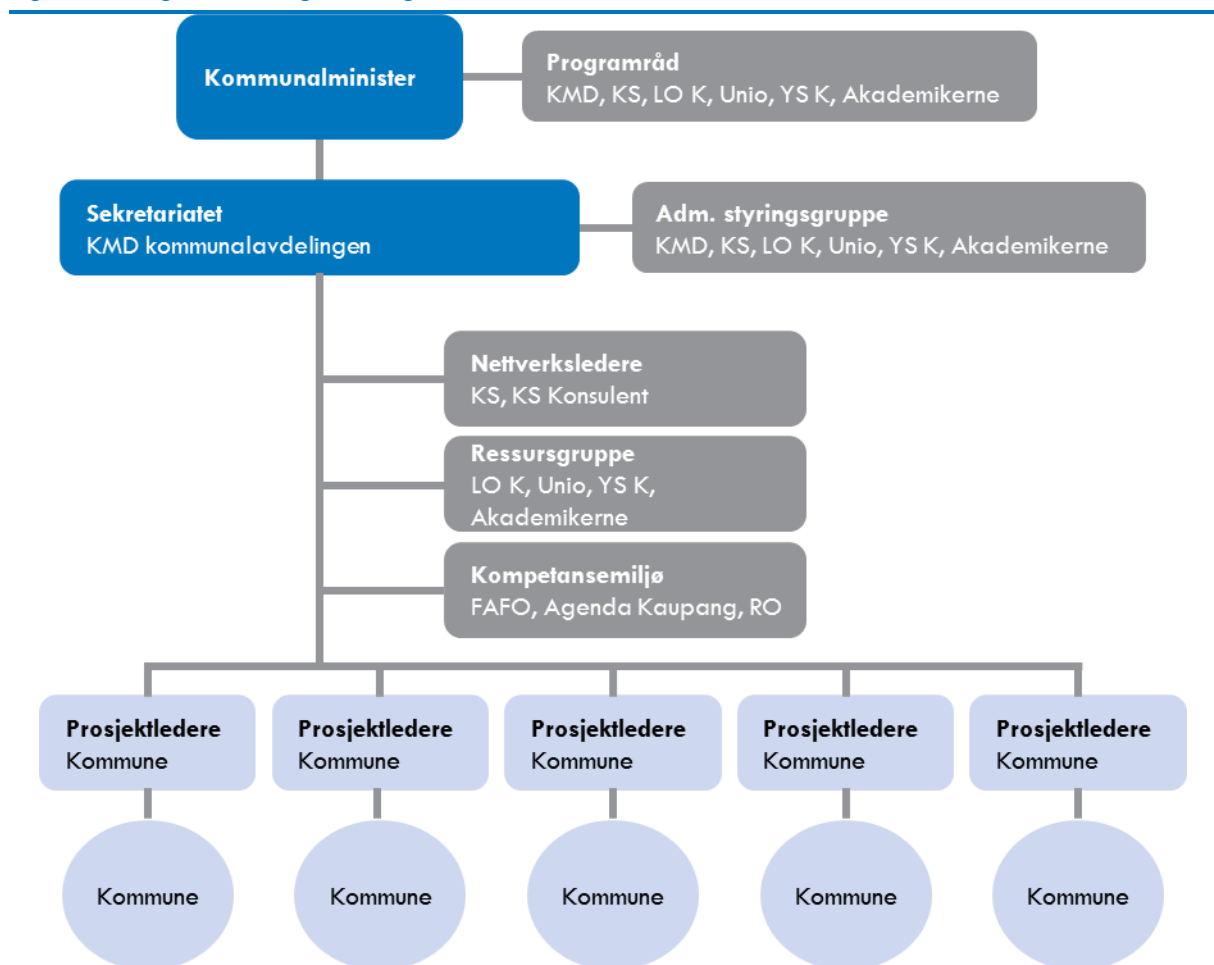 Kommunalminister
Programråd
KMD, KS, LO K, Unio, YS K, Akademikerne
Sekretariatet
KMD kommunalavdelingen
Adm. styringsgruppe
KMD, KS, LO K, Unio, YS K, Akademikerne
Nettverksledere
KS, KS Konsulent
Ressursgruppe
LO K, Unio, YS K,
Akademikerne
Kompetansemiljø
FAFO, Agenda Kaupang, RO
Prosjektledere
Kommune
Prosjektledere
Kommune
Prosjektledere
Kommune
Prosjektledere
Kommune
Prosjektledere
Kommune
Kommune
Kommune
Kommune
Kommune
Kommune